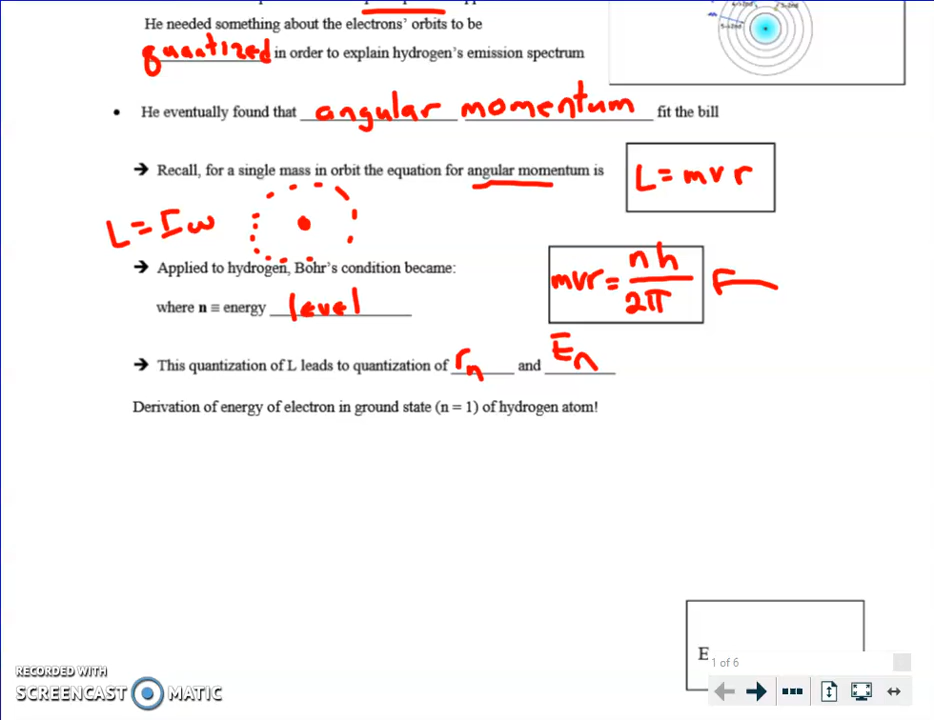 He needed something about the electrons' orbits to be
quantized in order to explain hydrogen's emission spectrum
• He eventually found that angular momentum fit the bill
→ Recall, for a single mass in orbit the equation for angular momentum is L = mvr
L = Iω
→ Applied to hydrogen, Bohr's condition became: mvr = nh / 2π
where n ≡ energy level
→ This quantization of L leads to quantization of rn and En
Derivation of energy of electron in ground state (n = 1) of hydrogen atom!
E
1 of 6
RECORDED WITH
SCREENCAST MATIC